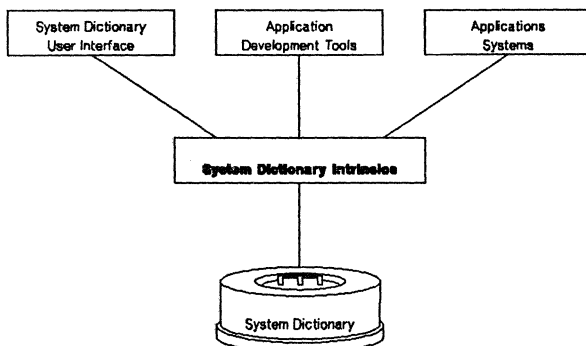 System Dictionary
User Interface
Application
Development Tools
Applications
Systems
System Dictionary Intrinsics
System Dictionary